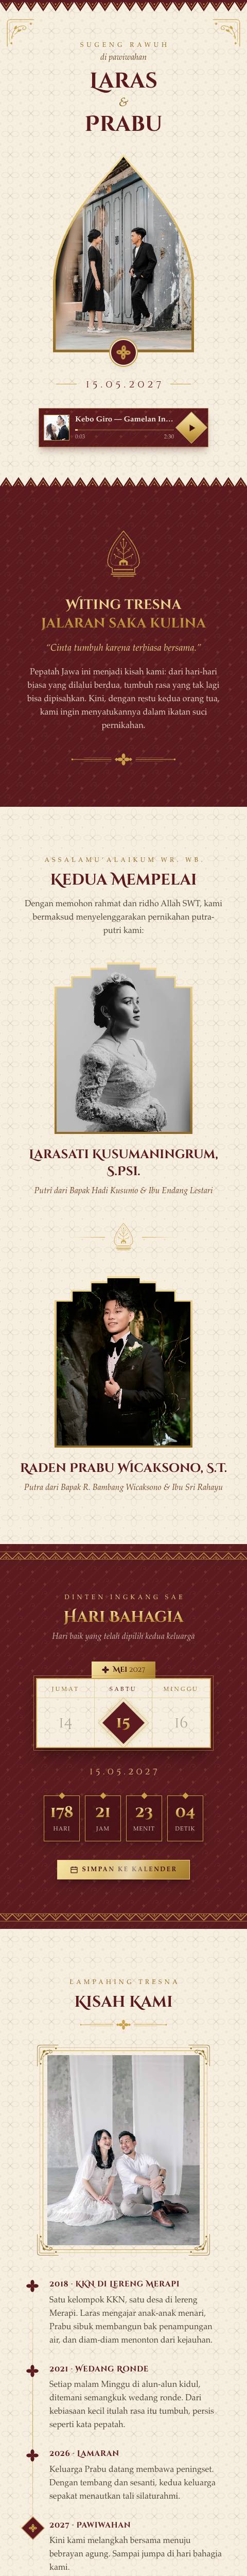 SUGENG RAWUH
di pawiwahan
LARAS
&
PRABU
15.05.2027
Kebo Giro — Gamelan In...
0:03
2:30
WITING TRESNA
JALARAN SAKA KULINA
“Cinta tumbuh karena terbiasa bersama.”
Pepatah Jawa ini menjadi kisah kami: dari hari-hari
biasa yang dilalui berdua, tumbuh rasa yang tak lagi
bisa dipisahkan. Kini, dengan restu kedua orang tua,
kami ingin menyatukannya dalam ikatan suci
pernikahan.
ASSALAMU'ALAIKUM WR. WB.
KEDUA MEMPELAI
Dengan memohon rahmat dan ridho Allah SWT, kami
bermaksud menyelenggarakan pernikahan putra-
putri kami:
LARASATI KUSUMANINGRUM,
S.PSI.
Putri dari Bapak Hadi Kusumo & Ibu Endang Lestari
RADEN PRABU WICAKSONO, S.T.
Putra dari Bapak R. Bambang Wicaksono & Ibu Sri Rahayu
DINTEN INGKANG SAE
HARI BAHAGIA
Hari baik yang telah dipilih kedua keluarga
MEI 2027
JUMAT SABTU MINGGU
14 15 16
15.05.2027
178 21 23 04
HARI JAM MENIT DETIK
SIMPAN KE KALENDER
LAMPAHING TRESNA
KISAH KAMI
2018 · KKN DI LERENG MERAPI
Satu kelompok KKN, satu desa di lereng
Merapi. Laras mengajar anak-anak menari,
Prabu sibuk membangun bak penampungan
air, dan diam-diam menonton dari kejauhan.
2021 · WEDANG RONDE
Setiap malam Minggu di alun-alun kidul,
ditemani semangkuk wedang ronde. Dari
kebiasaan kecil itulah rasa itu tumbuh, persis
seperti kata pepatah.
2026 · LAMARAN
Keluarga Prabu datang membawa peningset.
Dengan tembang dan sesanti, kedua keluarga
sepakat menautkan tali silaturahmi.
2027 · PAWIWAHAN
Kini kami melangkah bersama menuju
bebrayan agung. Sampai jumpa di hari bahagia
kami.